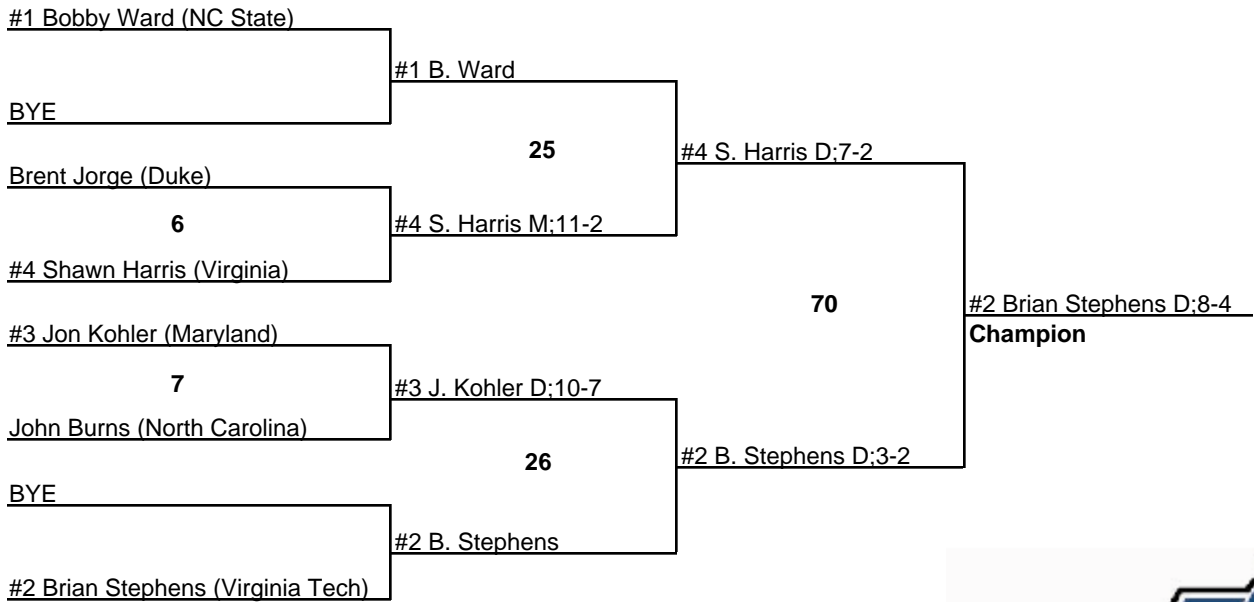 #1 Bobby Ward (NC State)
#1 B. Ward
BYE
25
#4 S. Harris D;7-2
Brent Jorge (Duke)
6
#4 S. Harris M;11-2
#4 Shawn Harris (Virginia)
70
#2 Brian Stephens D;8-4
#3 Jon Kohler (Maryland)
Champion
7
#3 J. Kohler D;10-7
John Burns (North Carolina)
26
#2 B. Stephens D;3-2
BYE
#2 B. Stephens
#2 Brian Stephens (Virginia Tech)